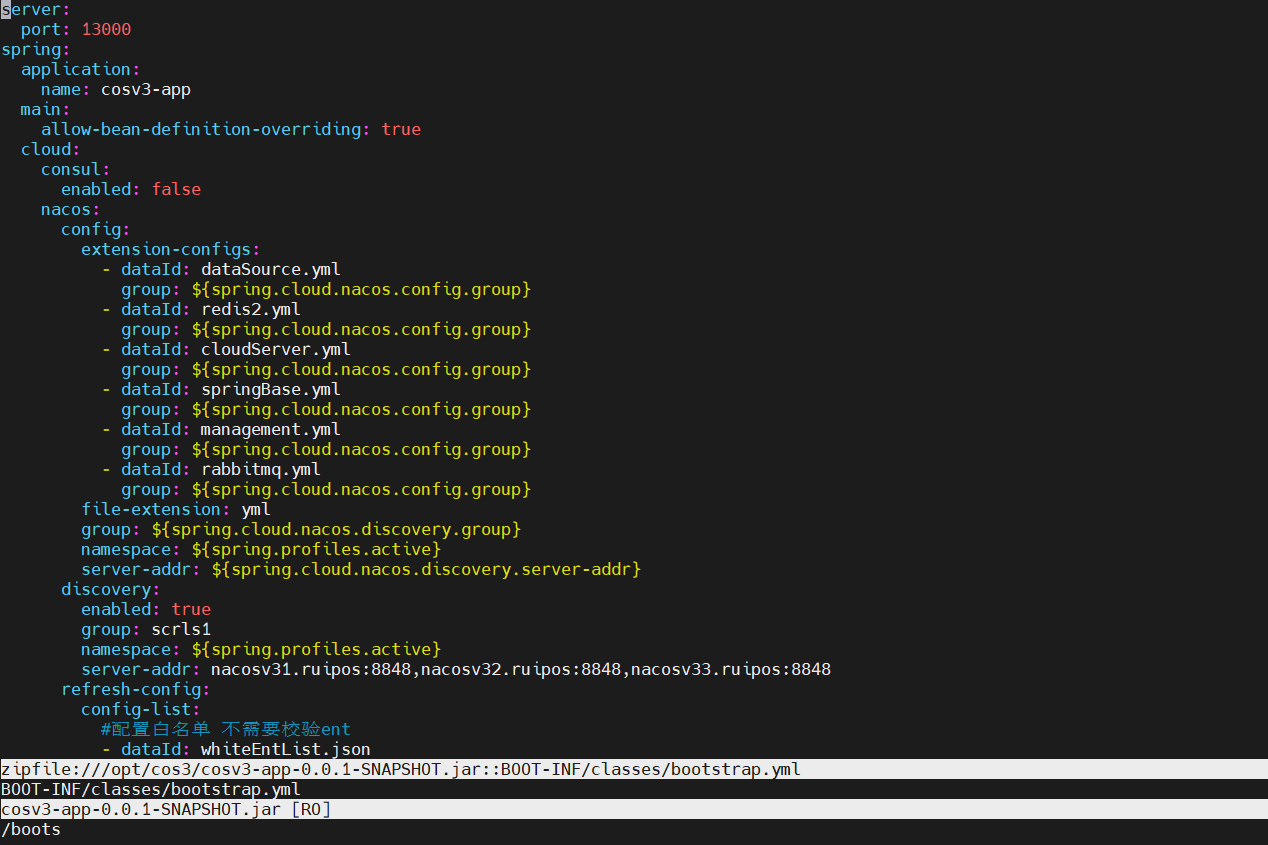 server:
  port: 13000
spring:
  application:
    name: cosv3-app
  main:
    allow-bean-definition-overriding: true
  cloud:
    consul:
      enabled: false
    nacos:
      config:
        extension-configs:
          - dataId: dataSource.yml
            group: ${spring.cloud.nacos.config.group}
          - dataId: redis2.yml
            group: ${spring.cloud.nacos.config.group}
          - dataId: cloudServer.yml
            group: ${spring.cloud.nacos.config.group}
          - dataId: springBase.yml
            group: ${spring.cloud.nacos.config.group}
          - dataId: management.yml
            group: ${spring.cloud.nacos.config.group}
          - dataId: rabbitmq.yml
            group: ${spring.cloud.nacos.config.group}
        file-extension: yml
        group: ${spring.cloud.nacos.discovery.group}
        namespace: ${spring.profiles.active}
        server-addr: ${spring.cloud.nacos.discovery.server-addr}
      discovery:
        enabled: true
        group: scrls1
        namespace: ${spring.profiles.active}
        server-addr: nacosv31.ruipos:8848,nacosv32.ruipos:8848,nacosv33.ruipos:8848
      refresh-config:
        config-list:
          #配置白名单 不需要校验ent
          - dataId: whiteEntList.json
zipfile:///opt/cos3/cosv3-app-0.0.1-SNAPSHOT.jar::BOOT-INF/classes/bootstrap.yml
BOOT-INF/classes/bootstrap.yml
cosv3-app-0.0.1-SNAPSHOT.jar [RO]
/boots